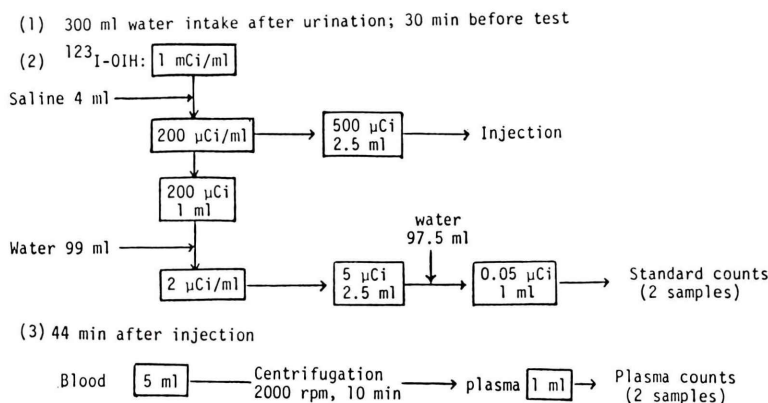 (1) 300 ml water intake after urination; 30 min before test
(2) ¹²³I-OIH: 1 mCi/ml
Saline 4 ml
200 μCi/ml
500 μCi
2.5 ml
Injection
200 μCi
1 ml
water
97.5 ml
Water 99 ml
2 μCi/ml
5 μCi
2.5 ml
0.05 μCi
1 ml
Standard counts
(2 samples)
(3) 44 min after injection
Blood 5 ml
Centrifugation
2000 rpm, 10 min
plasma 1 ml
Plasma counts
(2 samples)